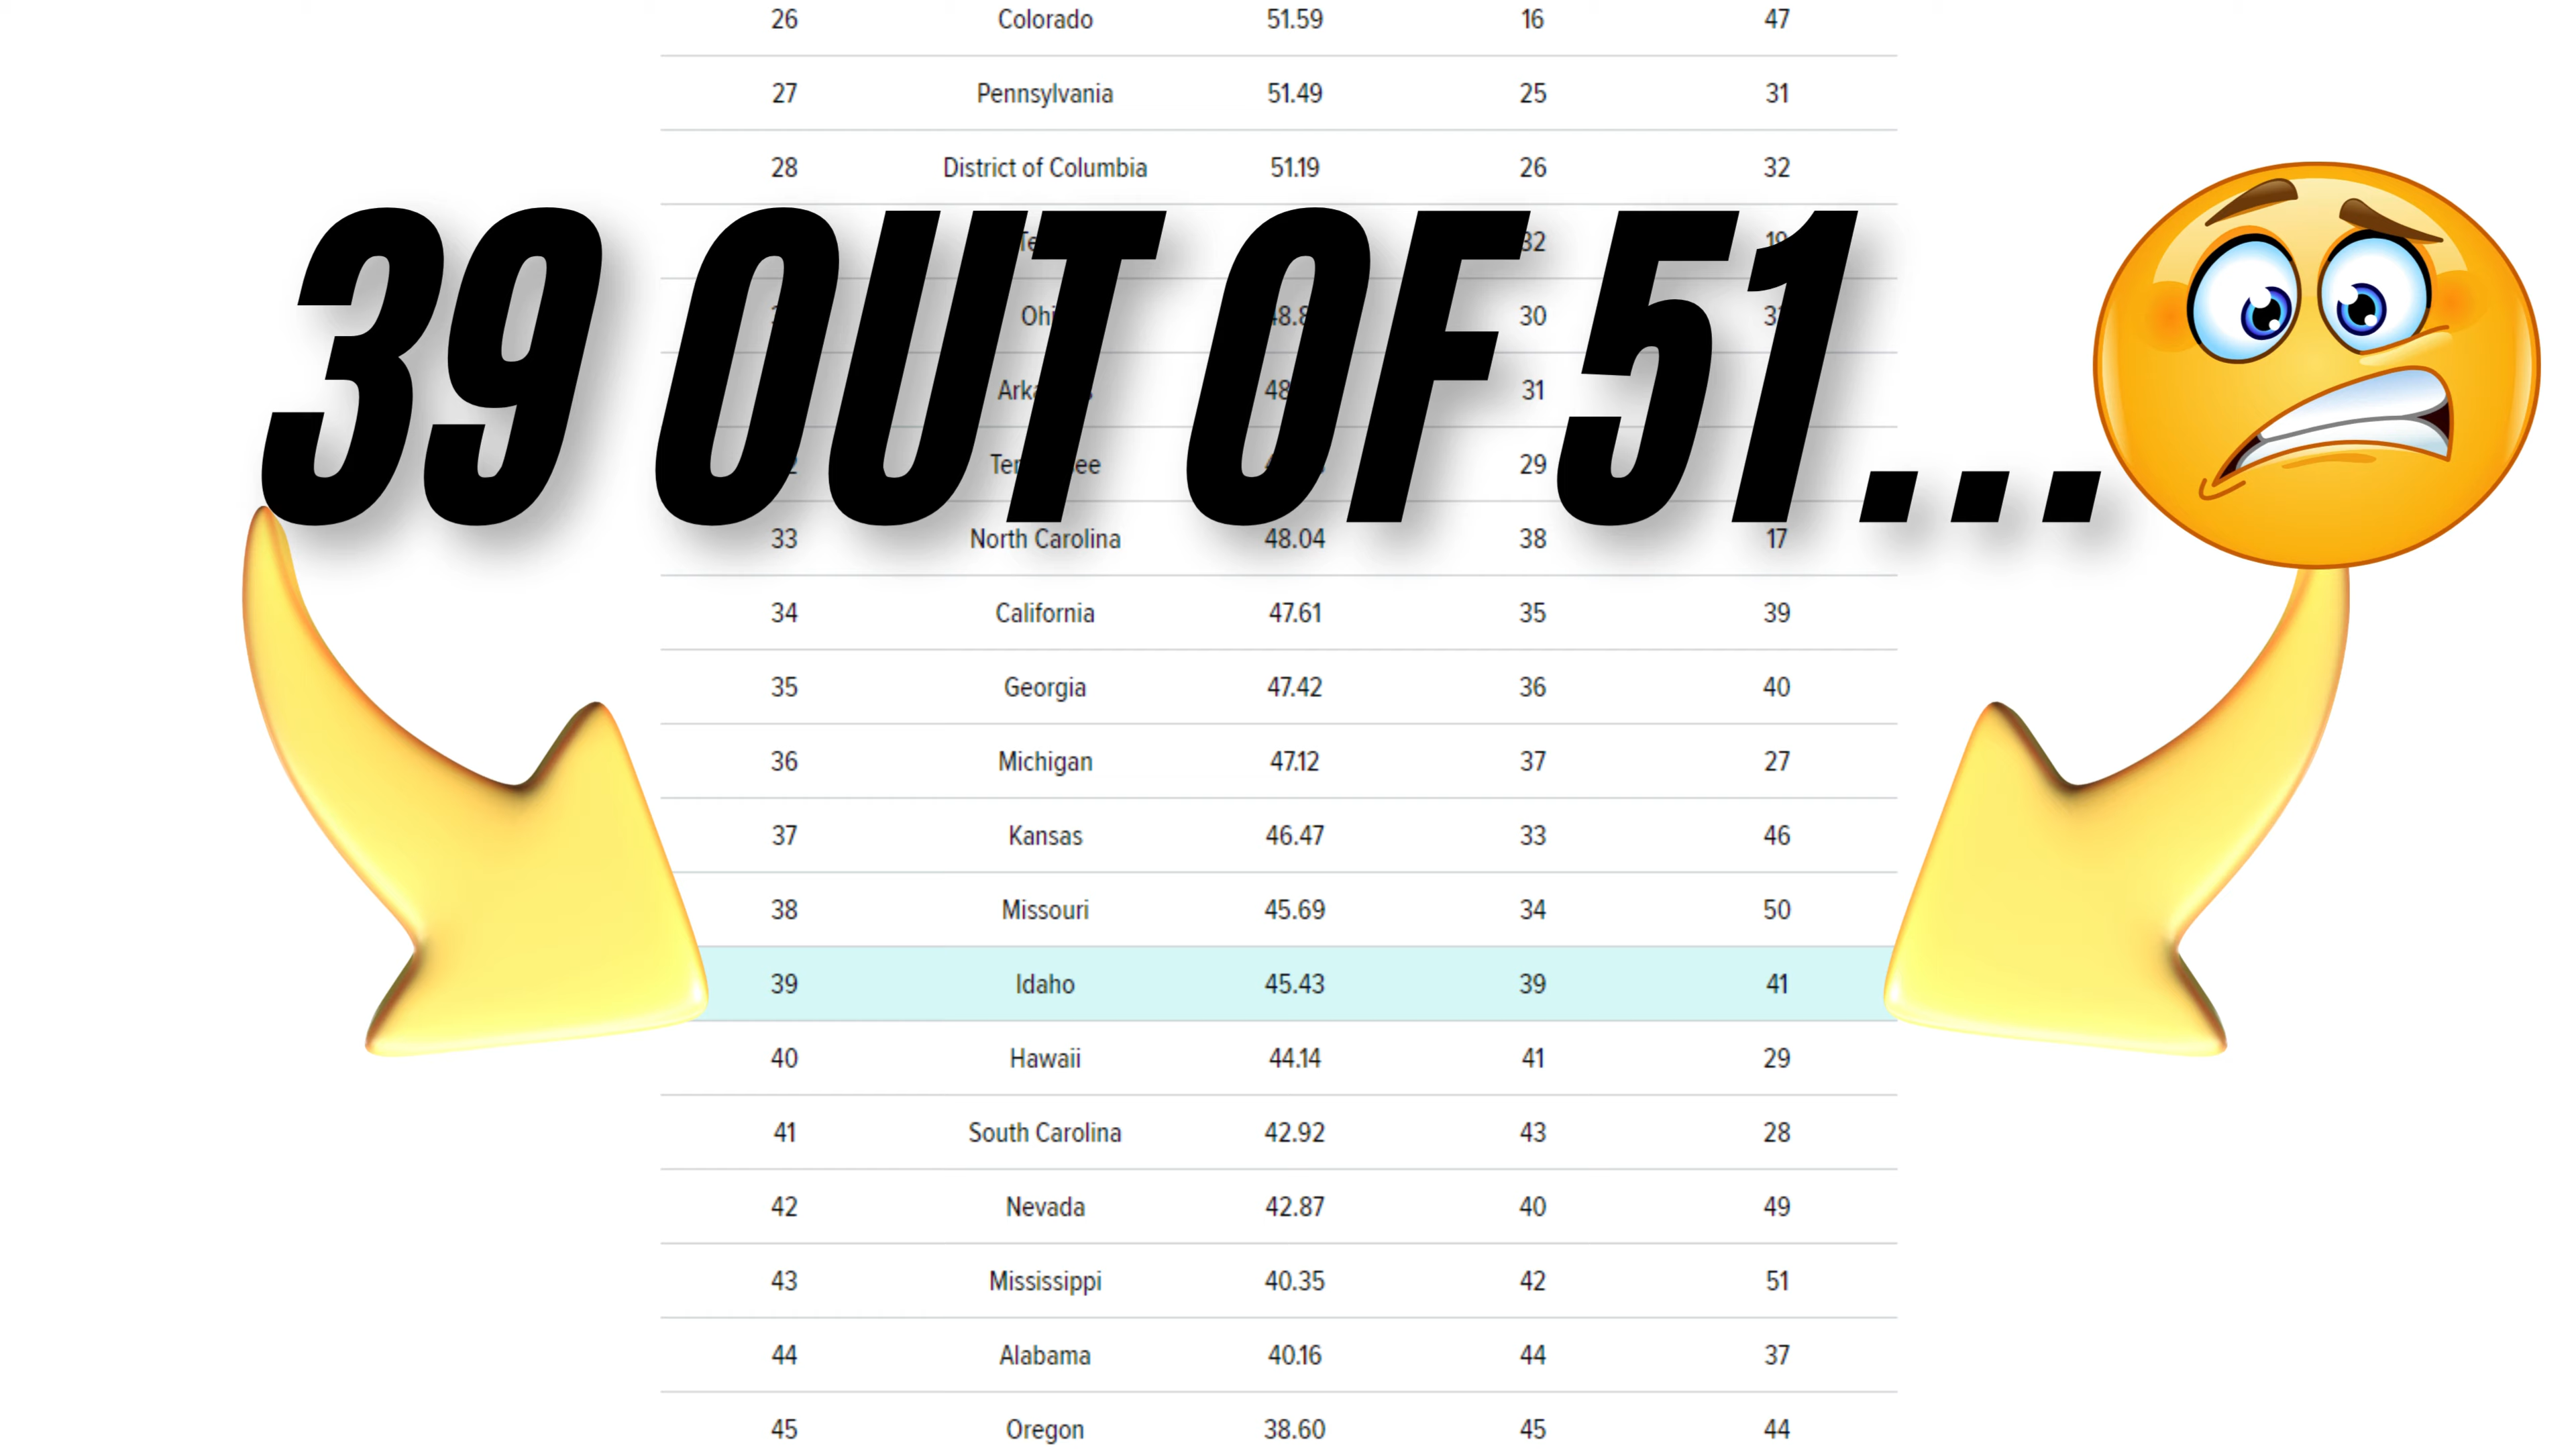 26 Colorado 51.59 16 47
27 Pennsylvania 51.49 25 31
28 District of Columbia 51.19 26 32
39 OUT OF 51...
30
31
29
33 North Carolina 48.04 38 17
34 California 47.61 35 39
35 Georgia 47.42 36 40
36 Michigan 47.12 37 27
37 Kansas 46.47 33 46
38 Missouri 45.69 34 50
39 Idaho 45.43 39 41
40 Hawaii 44.14 41 29
41 South Carolina 42.92 43 28
42 Nevada 42.87 40 49
43 Mississippi 40.35 42 51
44 Alabama 40.16 44 37
45 Oregon 38.60 45 44